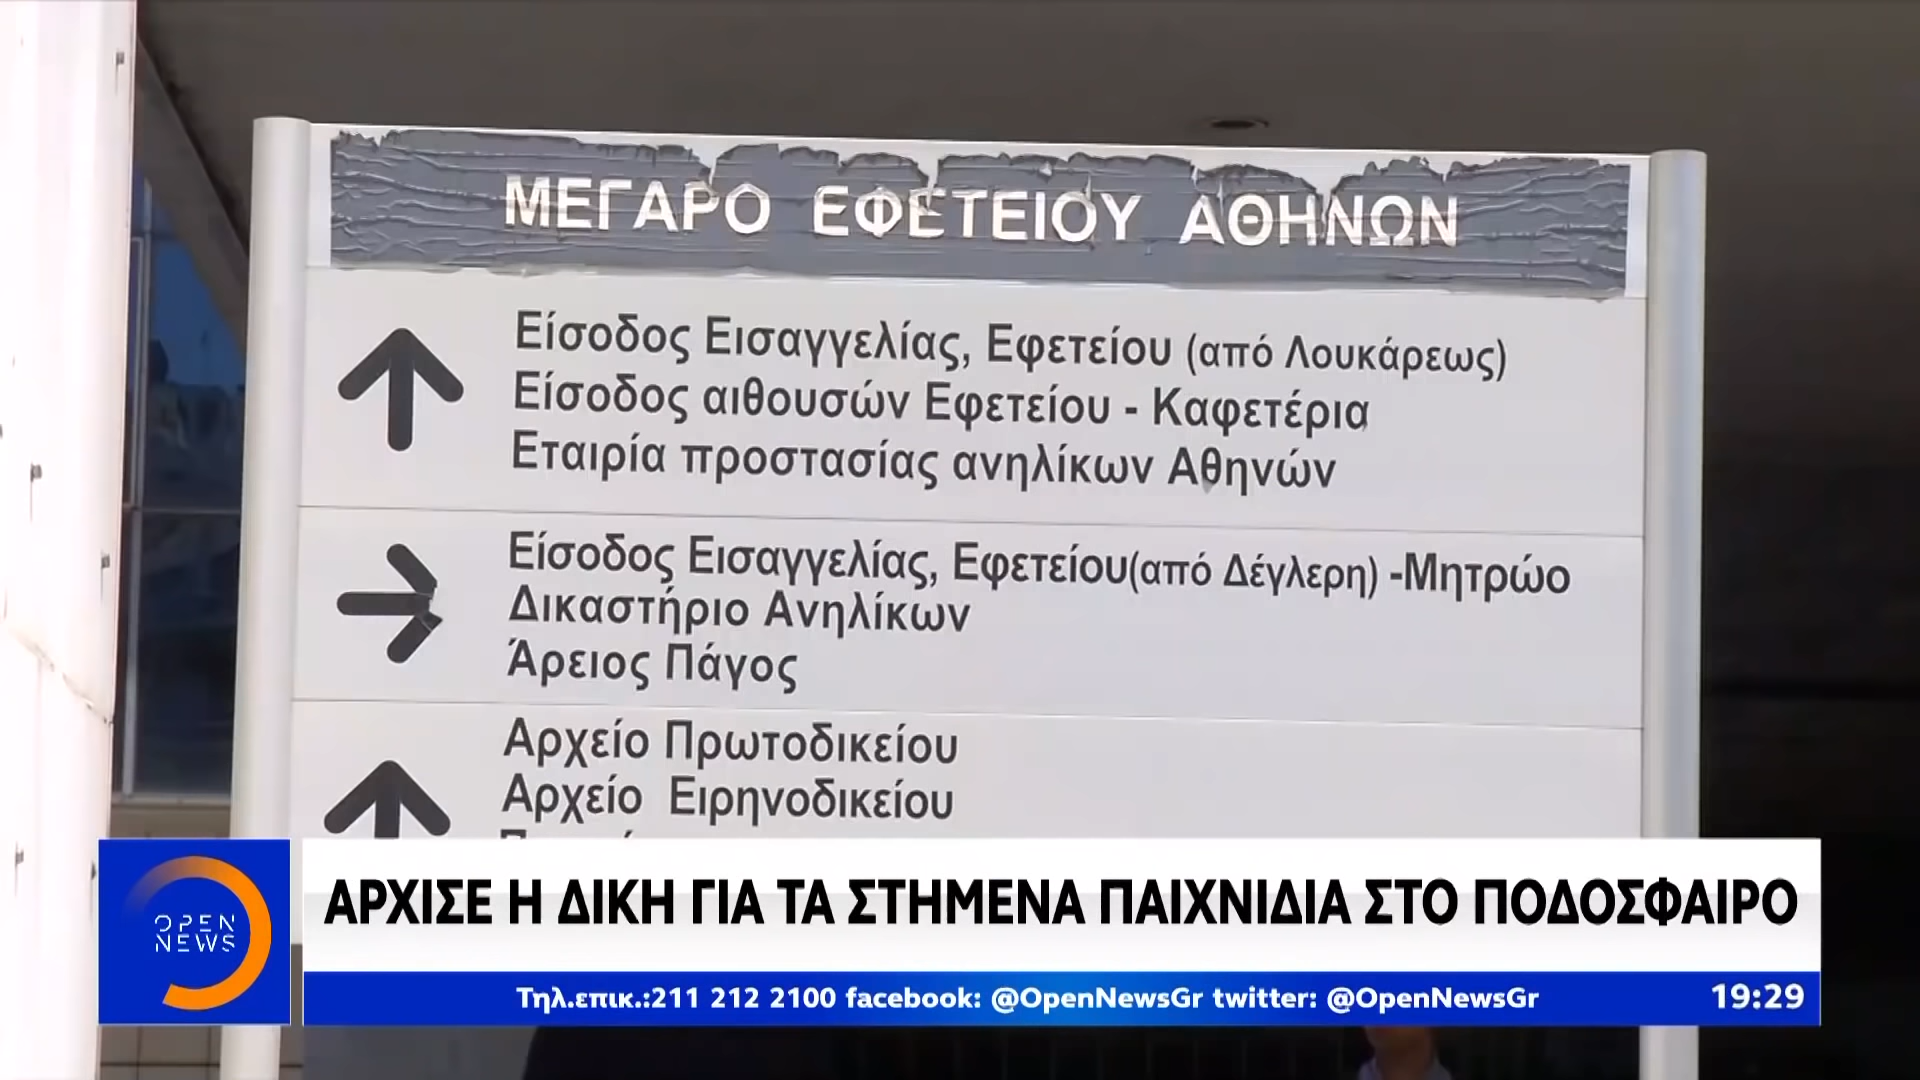 ΜΕΓΑΡΟ ΕΦΕΤΕΙΟΥ ΑΘΗΝΩΝ
Είσοδος Εισαγγελίας, Εφετείου (από Λουκάρεως)
Είσοδος αιθουσών Εφετείου - Καφετέρια
Εταιρία προστασίας ανηλίκων Αθηνών
Είσοδος Εισαγγελίας, Εφετείου(από Δέγλερη) -Μητρώο
Δικαστήριο Ανηλίκων
Άρειος Πάγος
Αρχείο Πρωτοδικείου
Αρχείο Ειρηνοδικείου
OPEN
NEWS
ΑΡΧΙΣΕ Η ΔΙΚΗ ΓΙΑ ΤΑ ΣΤΗΜΕΝΑ ΠΑΙΧΝΙΔΙΑ ΣΤΟ ΠΟΔΟΣΦΑΙΡΟ
Τηλ.επικ.:211 212 2100 facebook: @OpenNewsGr twitter: @OpenNewsGr
19:29